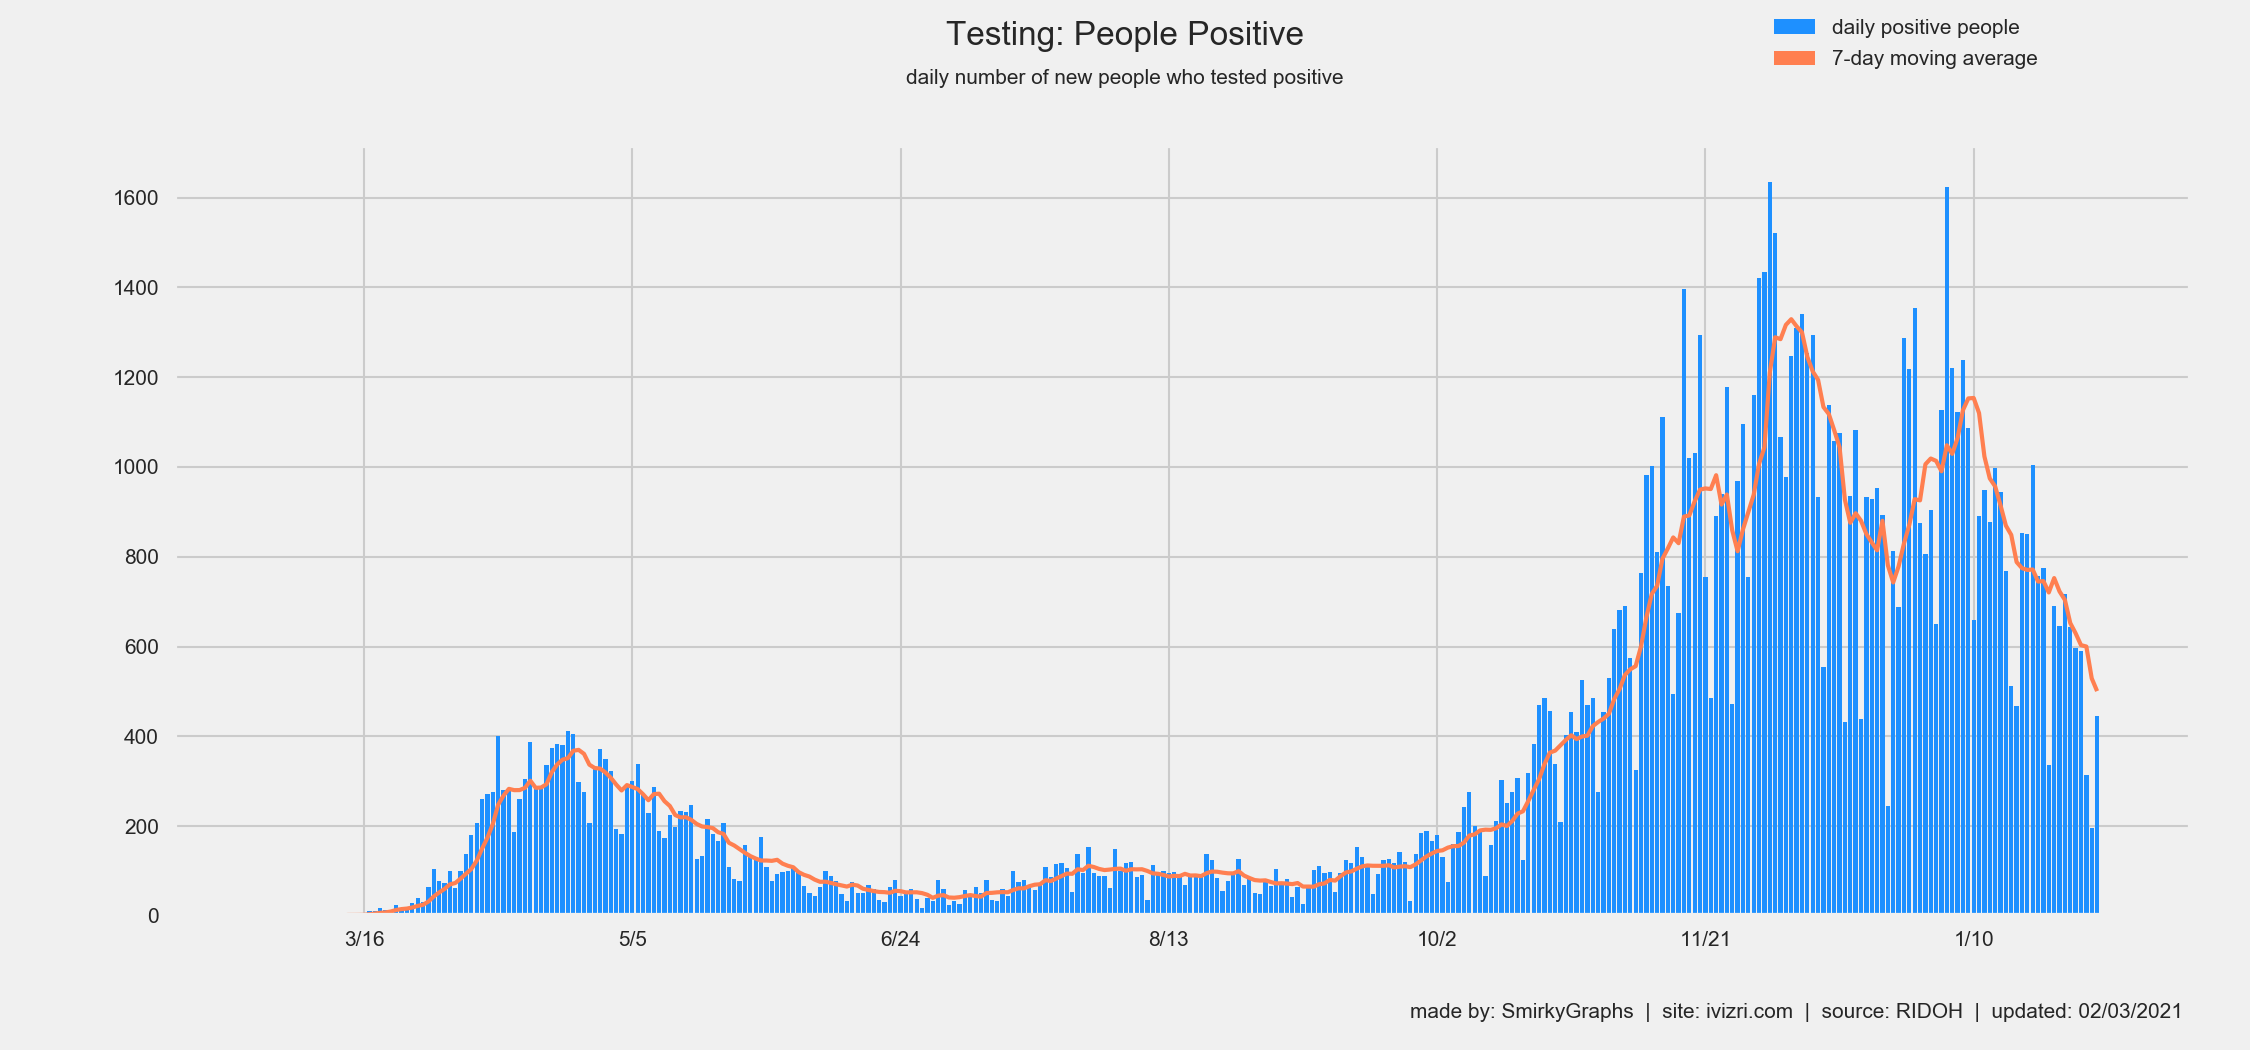 Testing: People Positive
daily number of new people who tested positive
daily positive people
7-day moving average
1600
1400
1200
1000
800
600
400
200
0
3/16 5/5 6/24 8/13 10/2 11/21 1/10
made by: SmirkyGraphs | site: ivizri.com | source: RIDOH | updated: 02/03/2021